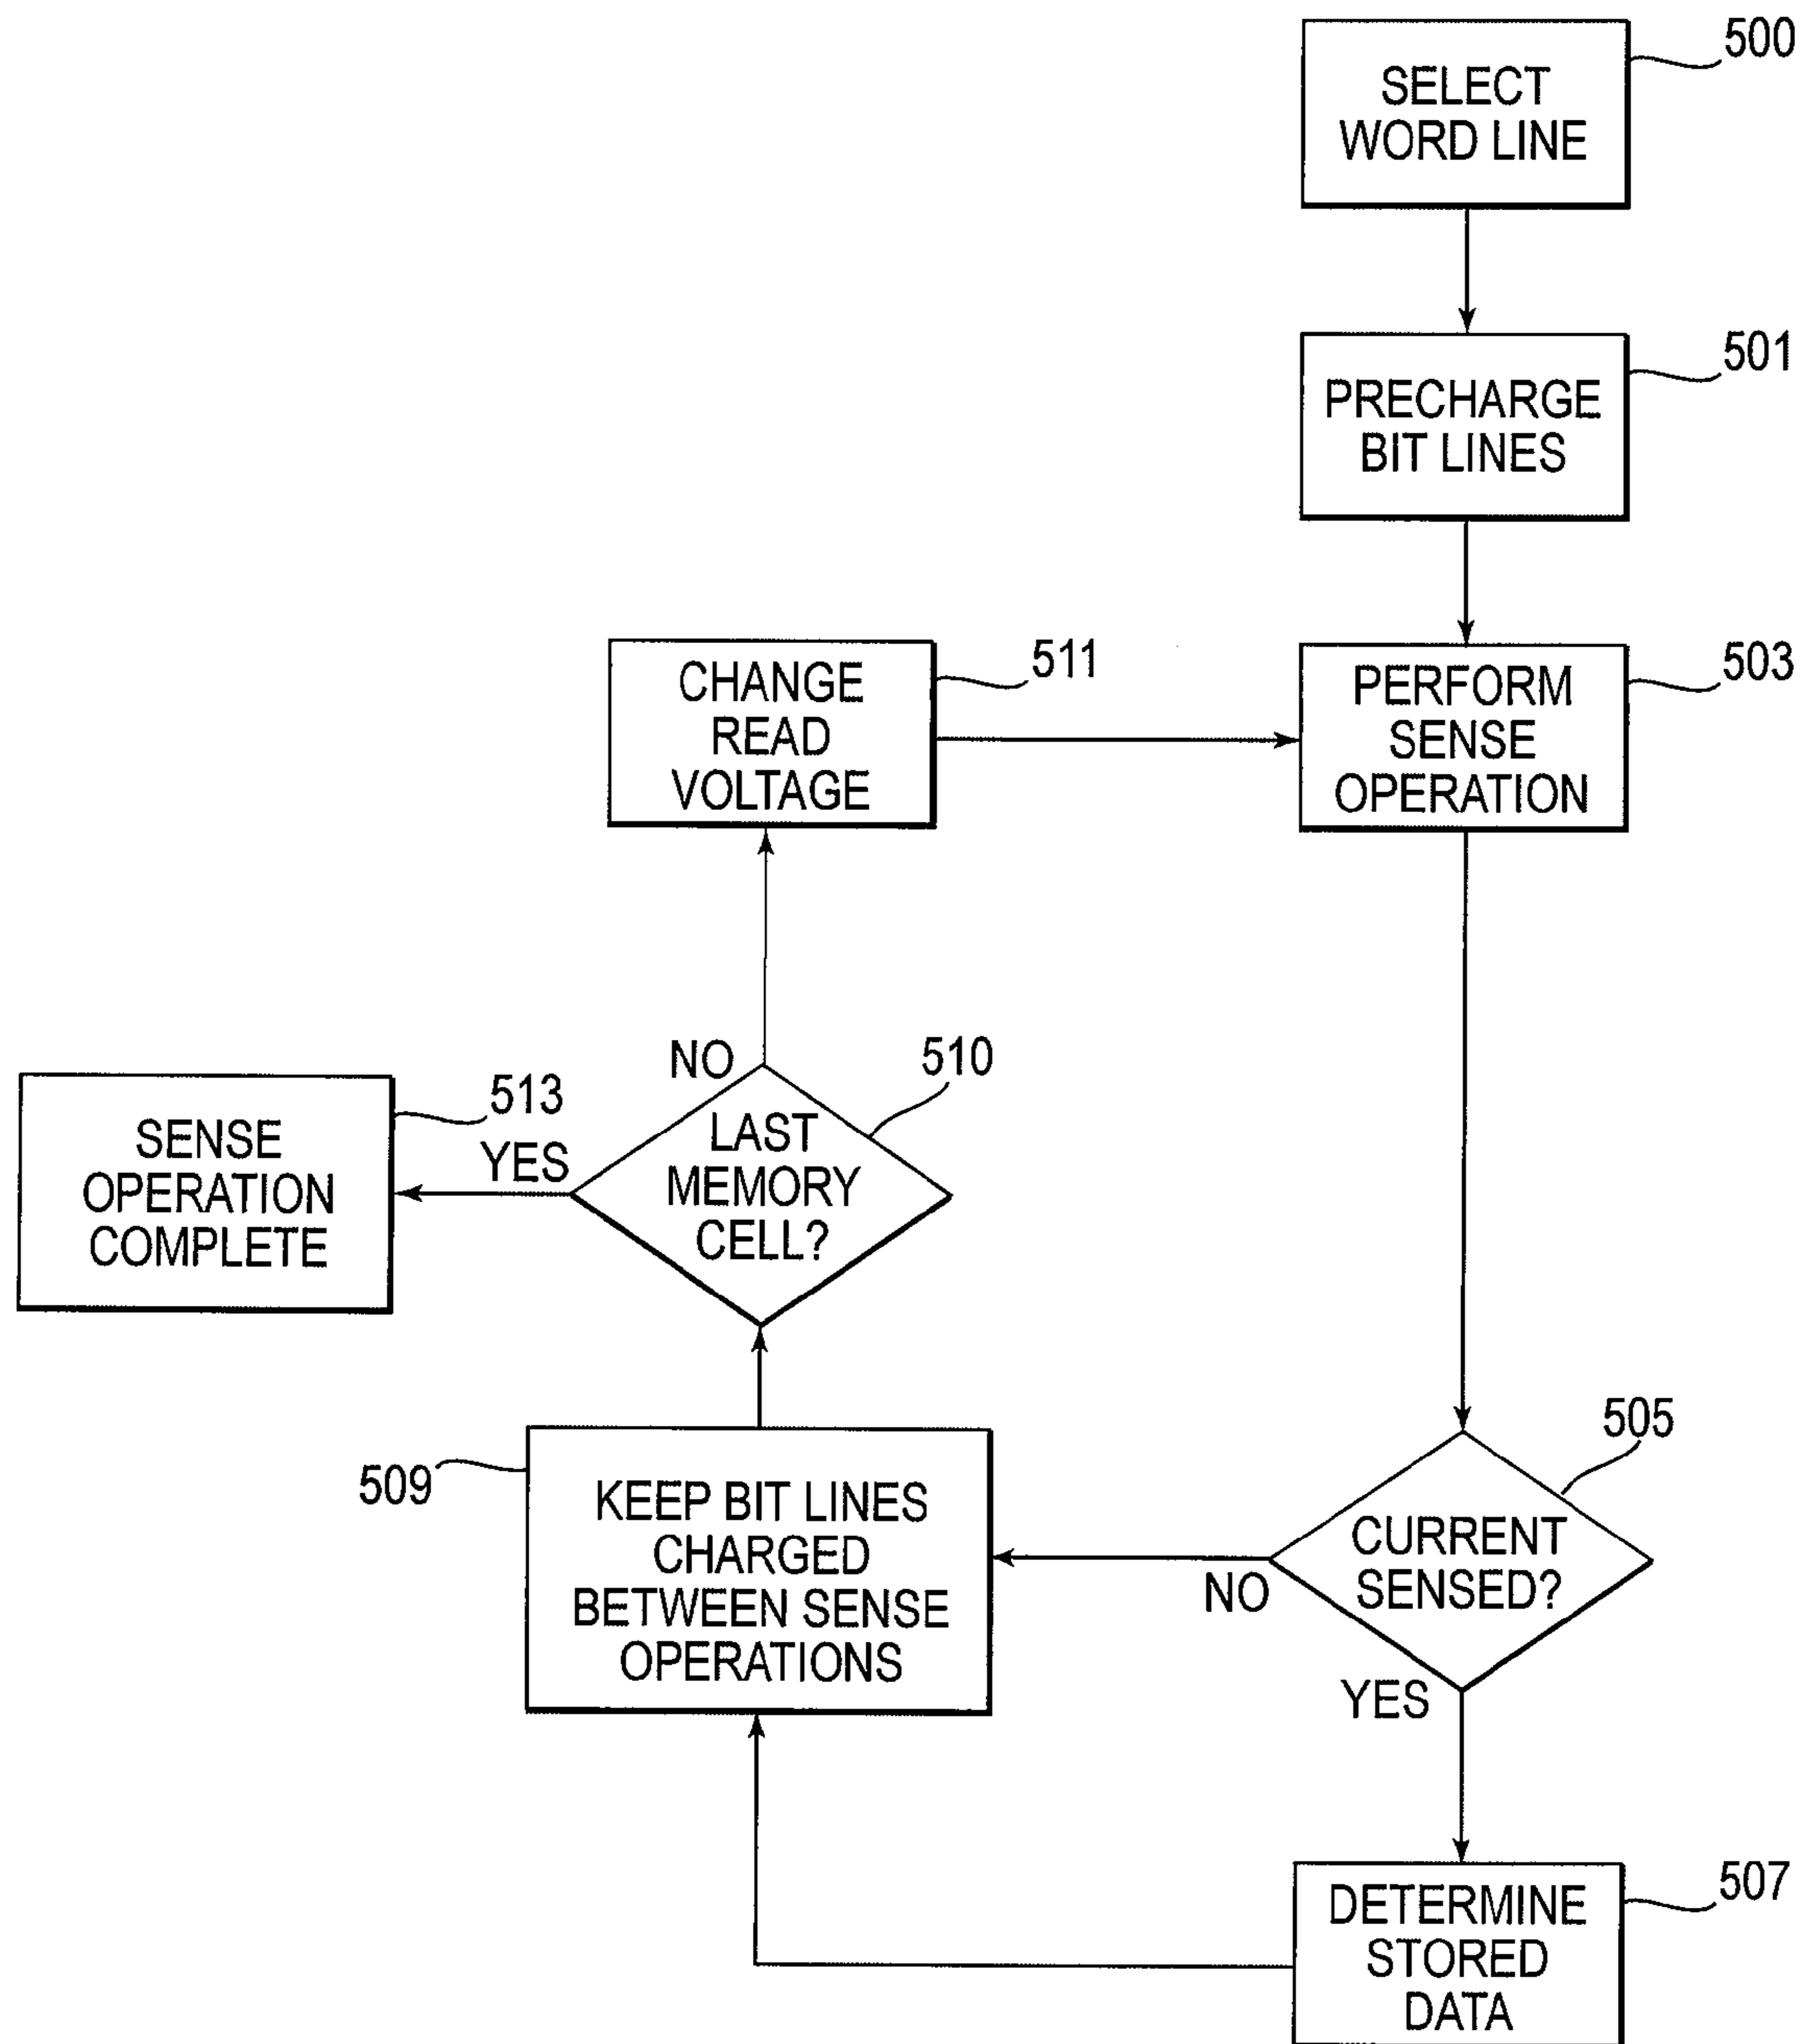 500
SELECT
WORD LINE
501
PRECHARGE
BIT LINES
503
PERFORM
SENSE
OPERATION
511
CHANGE
READ
VOLTAGE
NO
510
LAST
MEMORY
CELL?
YES
513
SENSE
OPERATION
COMPLETE
505
CURRENT
SENSED?
NO
YES
509
KEEP BIT LINES
CHARGED
BETWEEN SENSE
OPERATIONS
507
DETERMINE
STORED
DATA